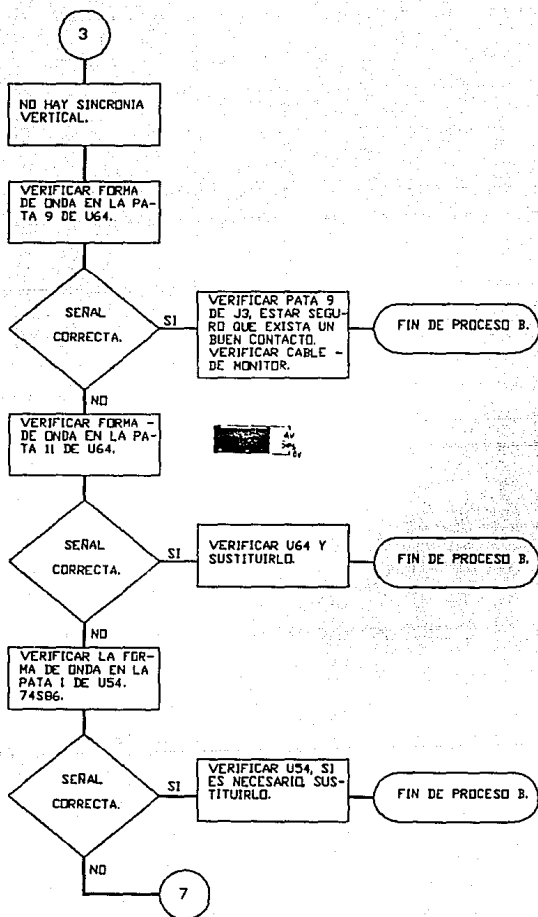 3
NO HAY SINCRONIA
VERTICAL.
VERIFICAR FORMA
DE ONDA EN LA PA-
TA 9 DE U64.
SEÑAL
CORRECTA.
SI
VERIFICAR PATA 9
DE J3, ESTAR SEGU-
RO QUE EXISTA UN
BUEN CONTACTO.
VERIFICAR CABLE -
DE MONITOR.
FIN DE PROCESO B.
NO
VERIFICAR FORMA -
DE ONDA EN LA PA-
TA 11 DE U64.
SEÑAL
CORRECTA.
SI
VERIFICAR U64 Y
SUSTITUIRLO.
FIN DE PROCESO B.
NO
VERIFICAR LA FOR-
MA DE ONDA EN LA
PATA 1 DE U54.
74S86.
SEÑAL
CORRECTA.
SI
VERIFICAR U54, SI
ES NECESARIO, SUS-
TITUIRLO.
FIN DE PROCESO B.
NO
7